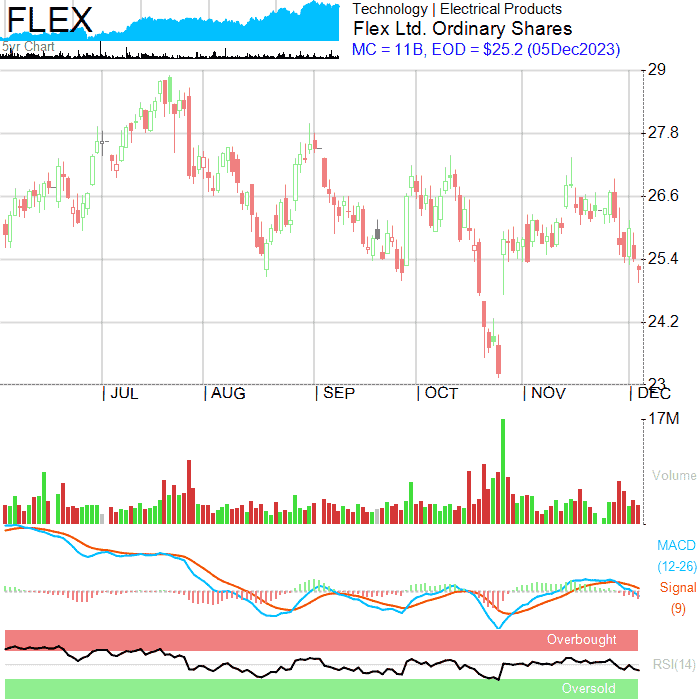 FLEX
5yr Chart
Technology | Electrical Products
Flex Ltd. Ordinary Shares
MC = 11B, EOD = $25.2 (05Dec2023)
29
27.8
26.6
25.4
24.2
23
JUL AUG SEP OCT NOV DEC
17M
Volume
MACD
(12-26)
Signal
(9)
Overbought
RSI(14)
Oversold